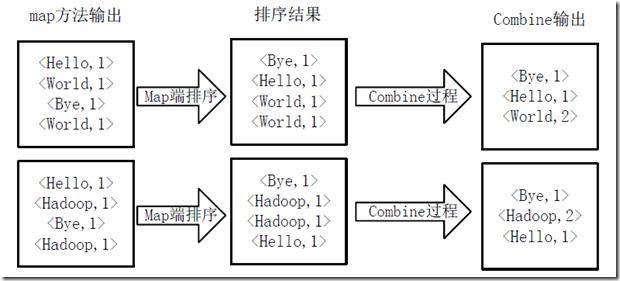 map方法输出
排序结果
Combine输出
<Hello,1>
<World,1>
<Bye,1>
<World,1>
Map端排序
<Bye,1>
<Hello,1>
<World,1>
<World,1>
Combine过程
<Bye,1>
<Hello,1>
<World,2>
<Hello,1>
<Hadoop,1>
<Bye,1>
<Hadoop,1>
Map端排序
<Bye,1>
<Hadoop,1>
<Hadoop,1>
<Hello,1>
Combine过程
<Bye,1>
<Hadoop,2>
<Hello,1>